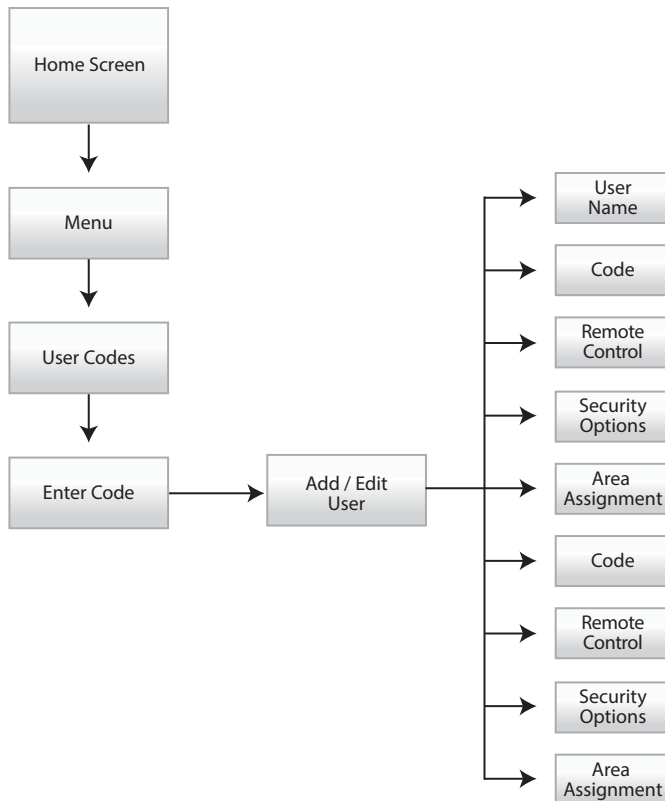 Home Screen
Menu
User Codes
Enter Code
Add / Edit
User
User
Name
Code
Remote
Control
Security
Options
Area
Assignment
Code
Remote
Control
Security
Options
Area
Assignment